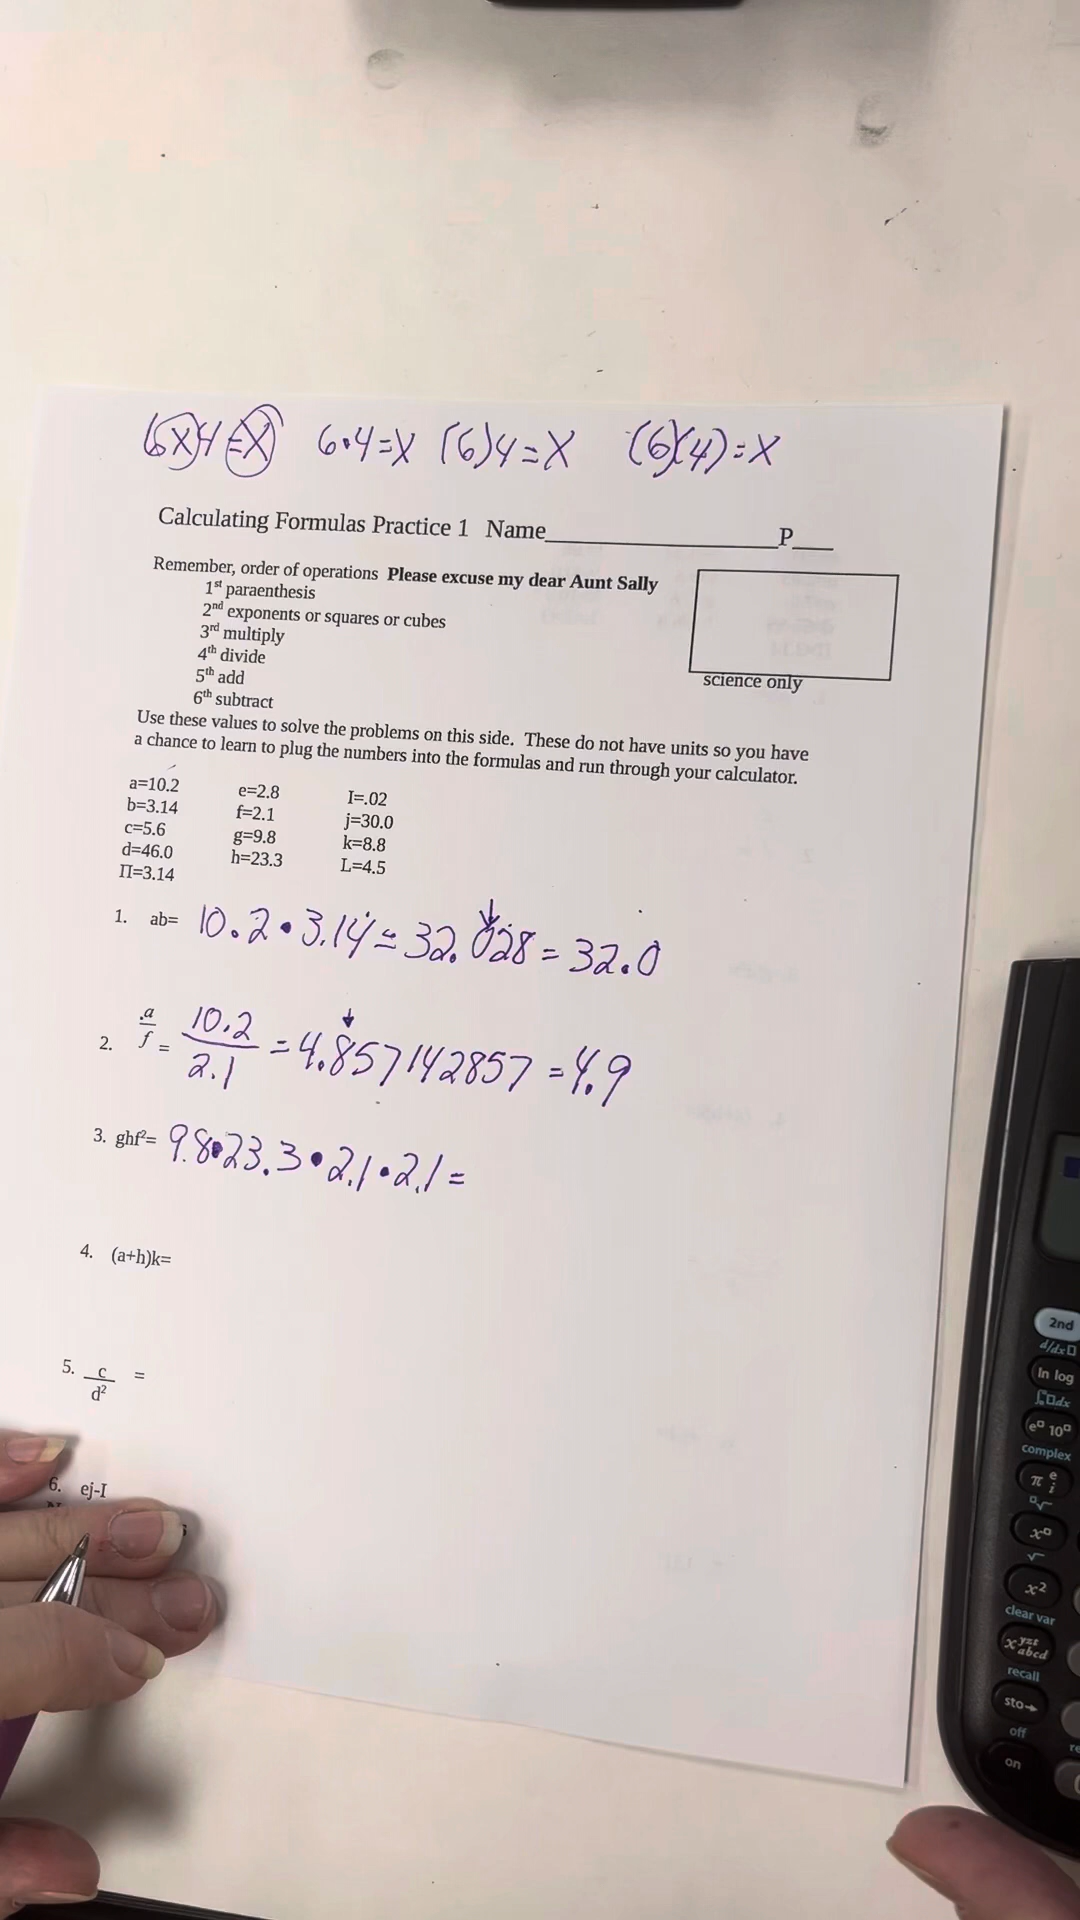 6x4=X 6·4=X (6)4=X (6)(4)=X
Calculating Formulas Practice 1 Name____________________P___
Remember, order of operations Please excuse my dear Aunt Sally
1st paraenthesis
2nd exponents or squares or cubes
3rd multiply
4th divide
5th add
6th subtract
science only
Use these values to solve the problems on this side. These do not have units so you have
a chance to learn to plug the numbers into the formulas and run through your calculator.
a=10.2 e=2.8 I=.02
b=3.14 f=2.1 j=30.0
c=5.6 g=9.8 k=8.8
d=46.0 h=23.3 L=4.5
Π=3.14
1. ab= 10.2·3.14=32.028=32.0
2. a/f = 10.2/2.1 =4.857142857=4.9
3. ghf²= 9.8·23.3·2.1·2.1=
4. (a+h)k=
5. c/d² =
6. ej-I
2nd
d/dx
ln log
∫dx
e 10
complex
π e i
√
x
√
x²
clear var
x yzt abcd
recall
sto→
off
on